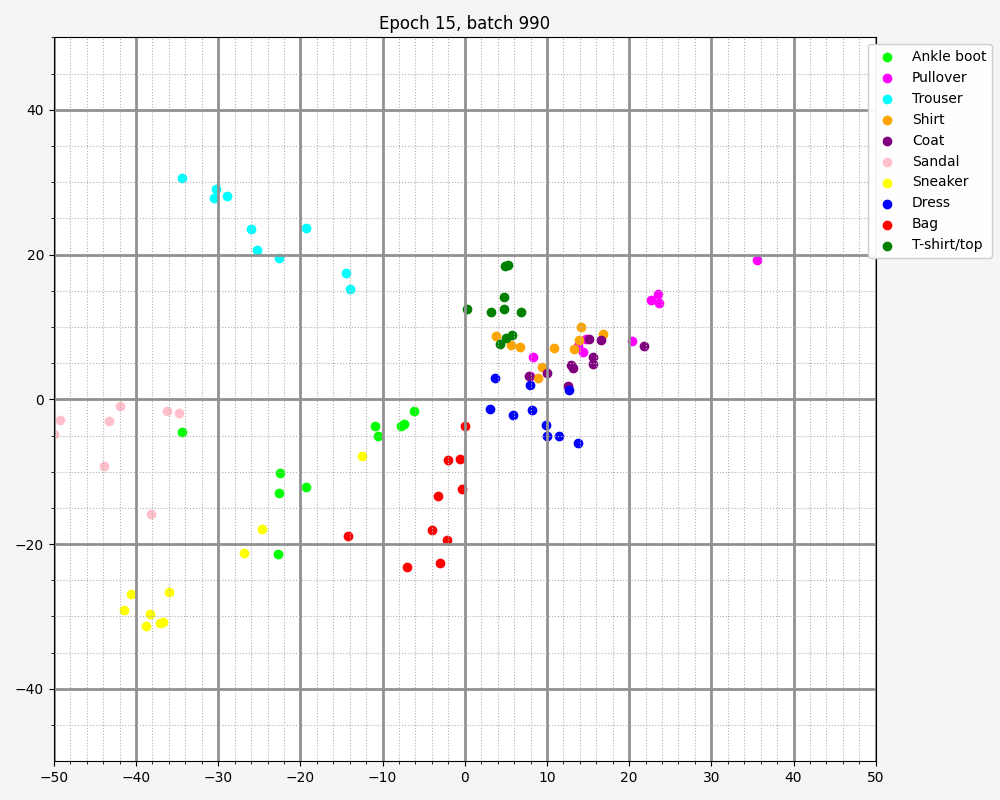 Epoch 15, batch 990
Ankle boot
Pullover
Trouser
Shirt
Coat
Sandal
Sneaker
Dress
Bag
T-shirt/top
40
20
0
−20
−40
−50 −40 −30 −20 −10 0 10 20 30 40 50